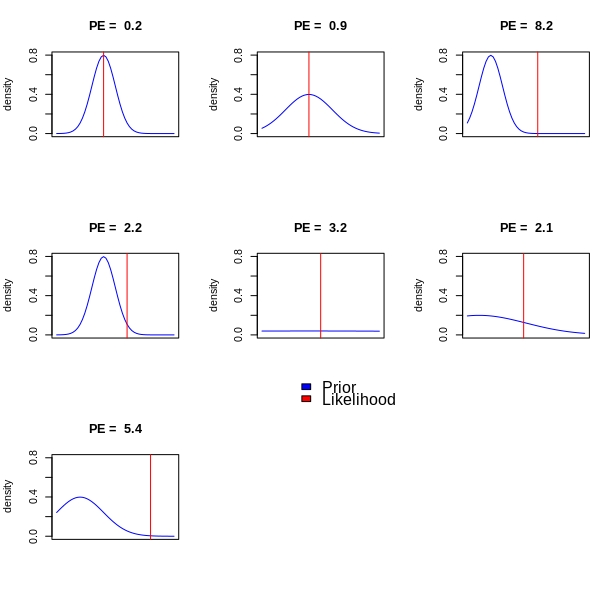 PE = 0.2
density
0.0 0.4 0.8
PE = 0.9
density
0.0 0.4 0.8
PE = 8.2
density
0.0 0.4 0.8
PE = 2.2
density
0.0 0.4 0.8
PE = 3.2
density
0.0 0.4 0.8
PE = 2.1
density
0.0 0.4 0.8
Prior
Likelihood
PE = 5.4
density
0.0 0.4 0.8